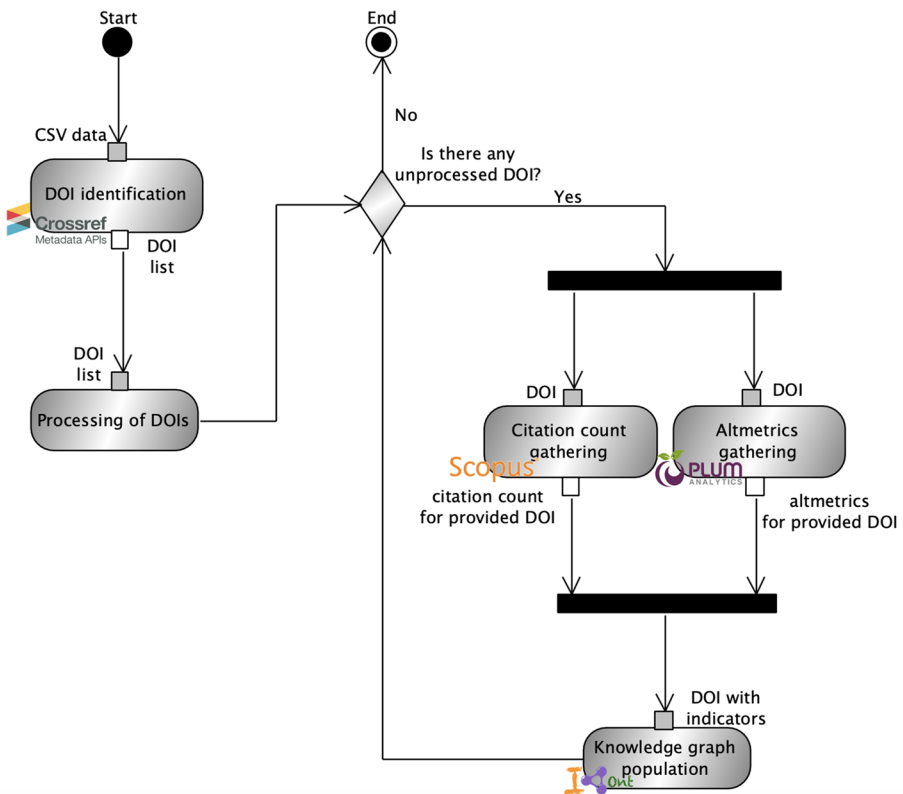 Start
End
CSV data
No
Is there any
unprocessed DOI?
DOI identification
Yes
Crossref
Metadata APIs
DOI
list
DOI
list
Processing of DOIs
DOI
DOI
Citation count
gathering
Altmetrics
gathering
Scopus
PLUM
ANALYTICS
citation count
for provided DOI
altmetrics
for provided DOI
DOI with
indicators
Knowledge graph
population
I Ont